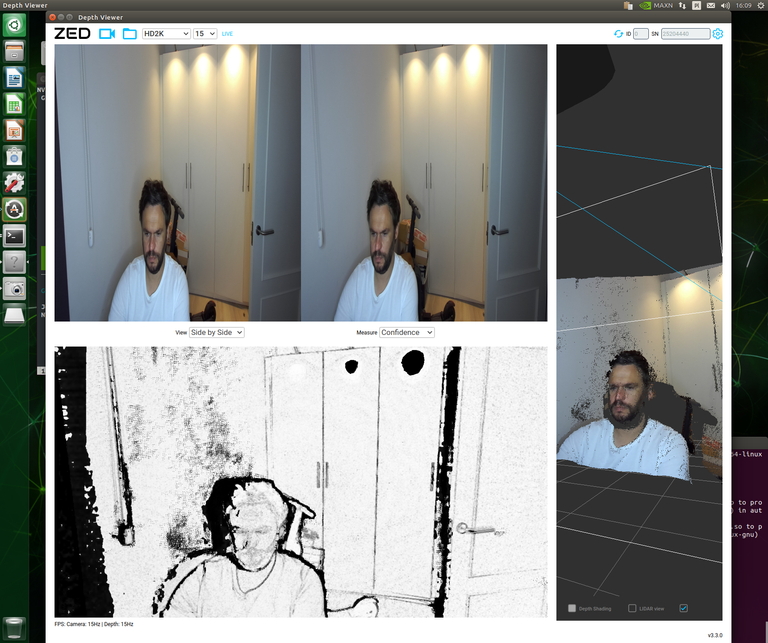 Depth Viewer
MAXN
16:09
Depth Viewer
ZED HD2K 15 LIVE
ID 0 SN 25204440
View Side by Side
Measure Confidence
64-linux
o to pro
) in aut
.so to p
ux-gnu)
Depth Shading LIDAR view
FPS: Camera: 15Hz | Depth: 15Hz
v3.3.0